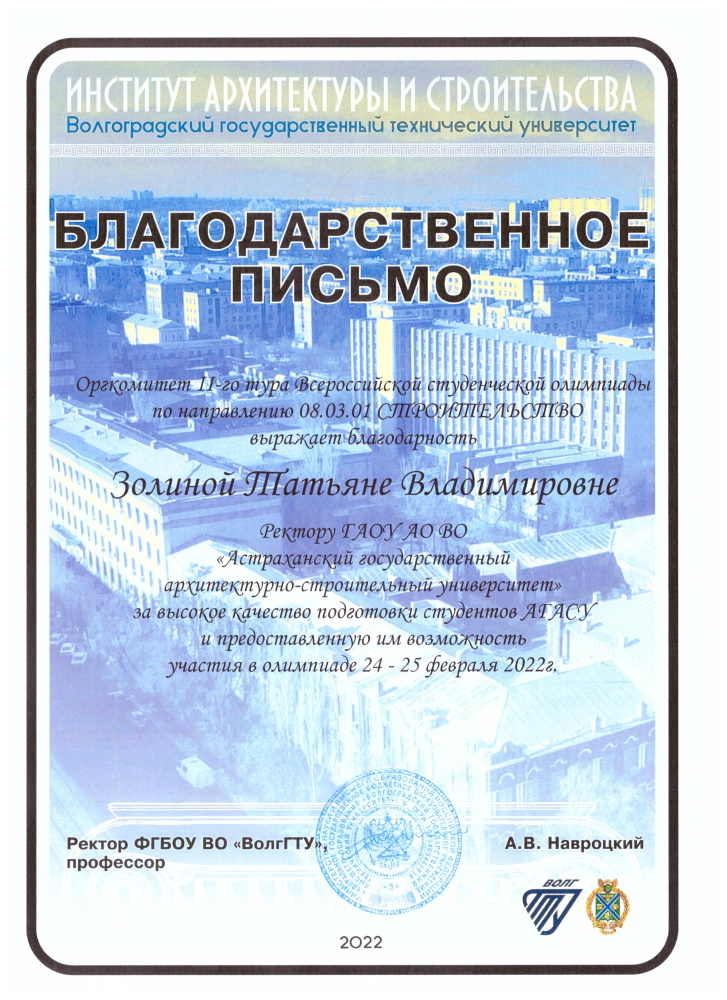 ИНСТИТУТ АРХИТЕКТУРЫ И СТРОИТЕЛЬСТВА
Волгоградский государственный технический университет
БЛАГОДАРСТВЕННОЕ
ПИСЬМО
Оргкомитет II-го тура Всероссийской студенческой олимпиады
по направлению 08.03.01 СТРОИТЕЛЬСТВО
выражает благодарность
Золиной Татьяне Владимировне
Ректору ГАОУ АО ВО
«Астраханский государственный
архитектурно-строительный университет»
за высокое качество подготовки студентов АГАСУ
и предоставленную им возможность
участия в олимпиаде 24 - 25 февраля 2022г.
Ректор ФГБОУ ВО «ВолгГТУ»,
профессор
А.В. Навроцкий
ВОЛГ
ГТУ
2022